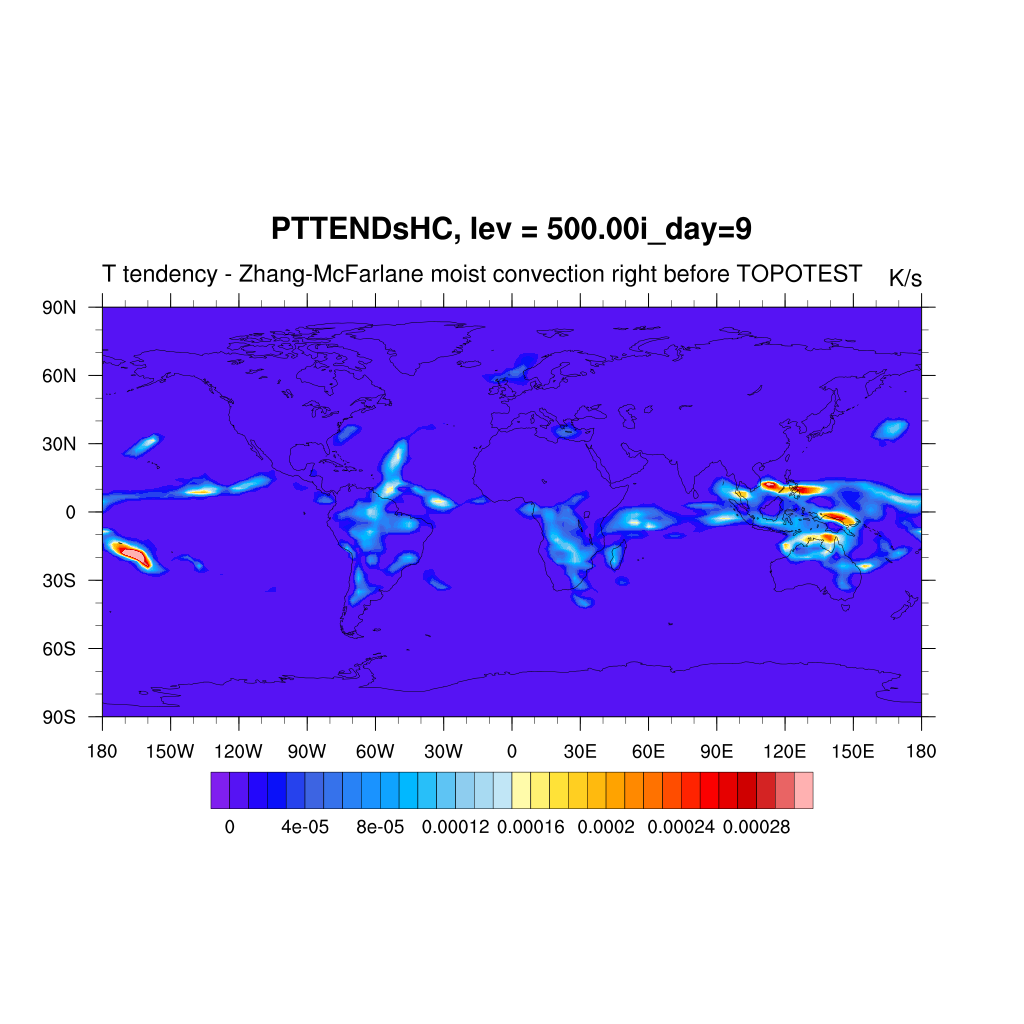 PTTENDsHC, lev = 500.00i_day=9
T tendency - Zhang-McFarlane moist convection right before TOPOTEST K/s
90N
60N
30N
0
30S
60S
90S
180 150W 120W 90W 60W 30W 0 30E 60E 90E 120E 150E 180
0 4e-05 8e-05 0.00012 0.00016 0.0002 0.00024 0.00028